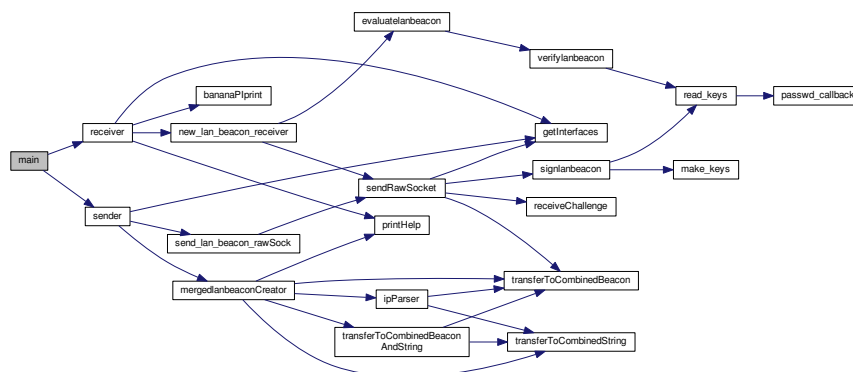 evaluatelanbeacon
verifylanbeacon
bananaPIprint
read_keys
passwd_callback
receiver
new_lan_beacon_receiver
getInterfaces
main
signlanbeacon
make_keys
sendRawSocket
receiveChallenge
sender
printHelp
send_lan_beacon_rawSock
transferToCombinedBeacon
mergedlanbeaconCreator
ipParser
transferToCombinedBeacon
AndString
transferToCombinedString